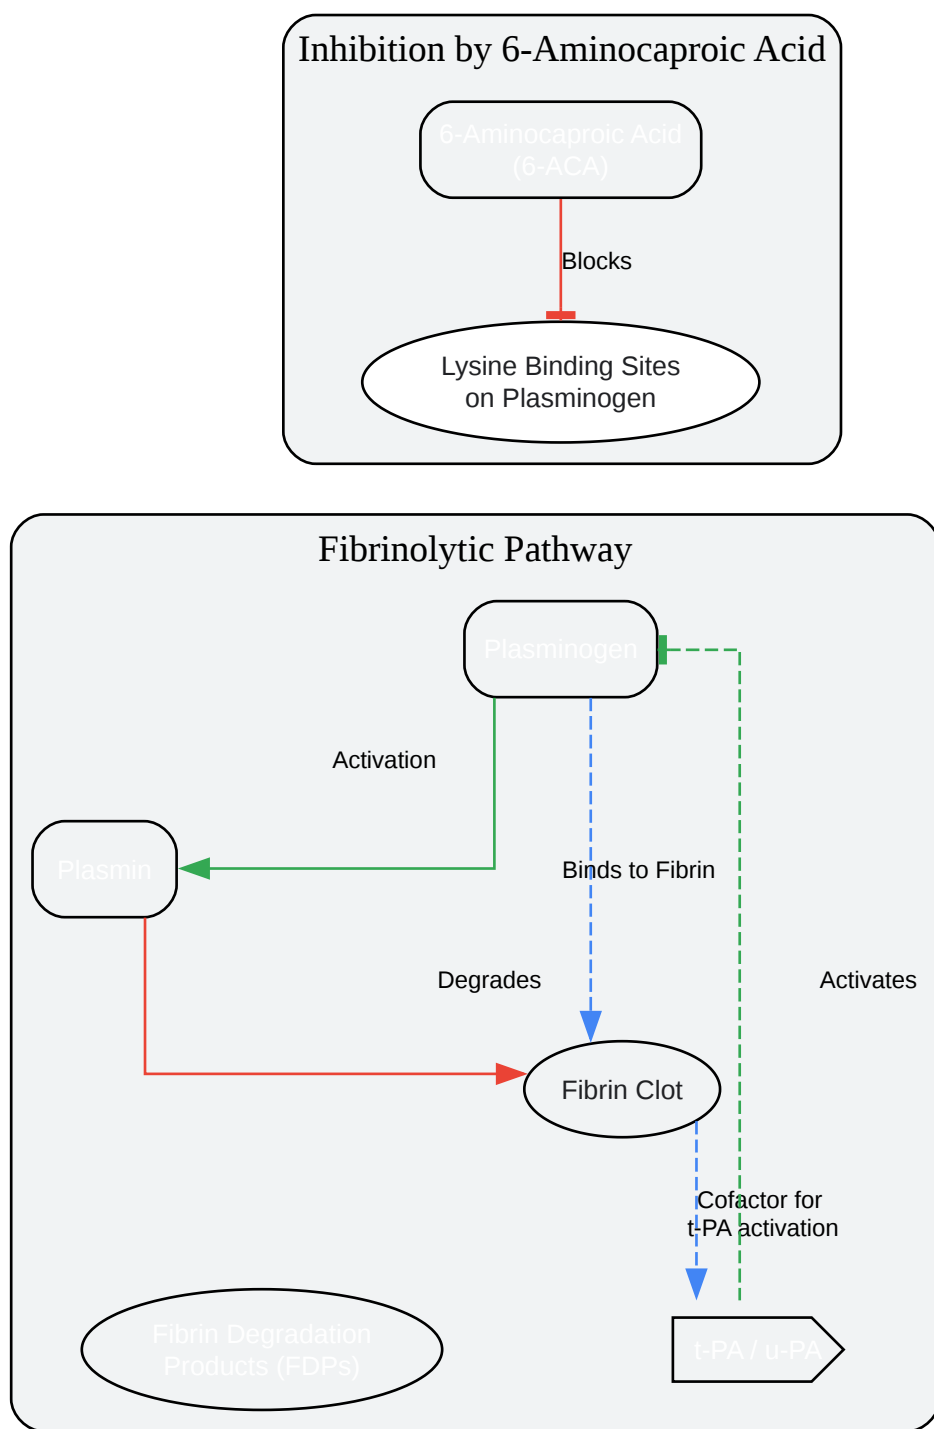 Inhibition by 6-Aminocaproic Acid
6-Aminocaproic Acid
(6-ACA)
Blocks
Lysine Binding Sites
on Plasminogen
Fibrinolytic Pathway
Plasminogen
Activation
Plasmin
Binds to Fibrin
Degrades
Activates
Fibrin Clot
Cofactor for
t-PA activation
Fibrin Degradation
Products (FDPs)
t-PA / u-PA